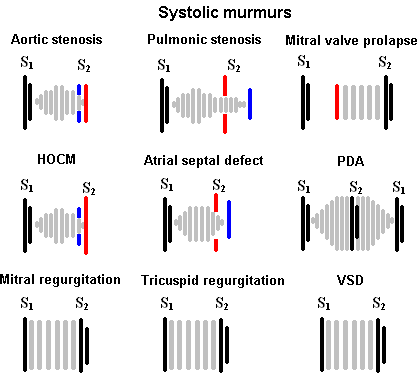 Systolic murmurs
Aortic stenosis Pulmonic stenosis Mitral valve prolapse
S1 S2 S1 S2 S1 S2
HOCM Atrial septal defect PDA
S1 S2 S1 S2 S1 S2
Mitral regurgitation Tricuspid regurgitation VSD
S1 S2 S1 S2 S1 S2